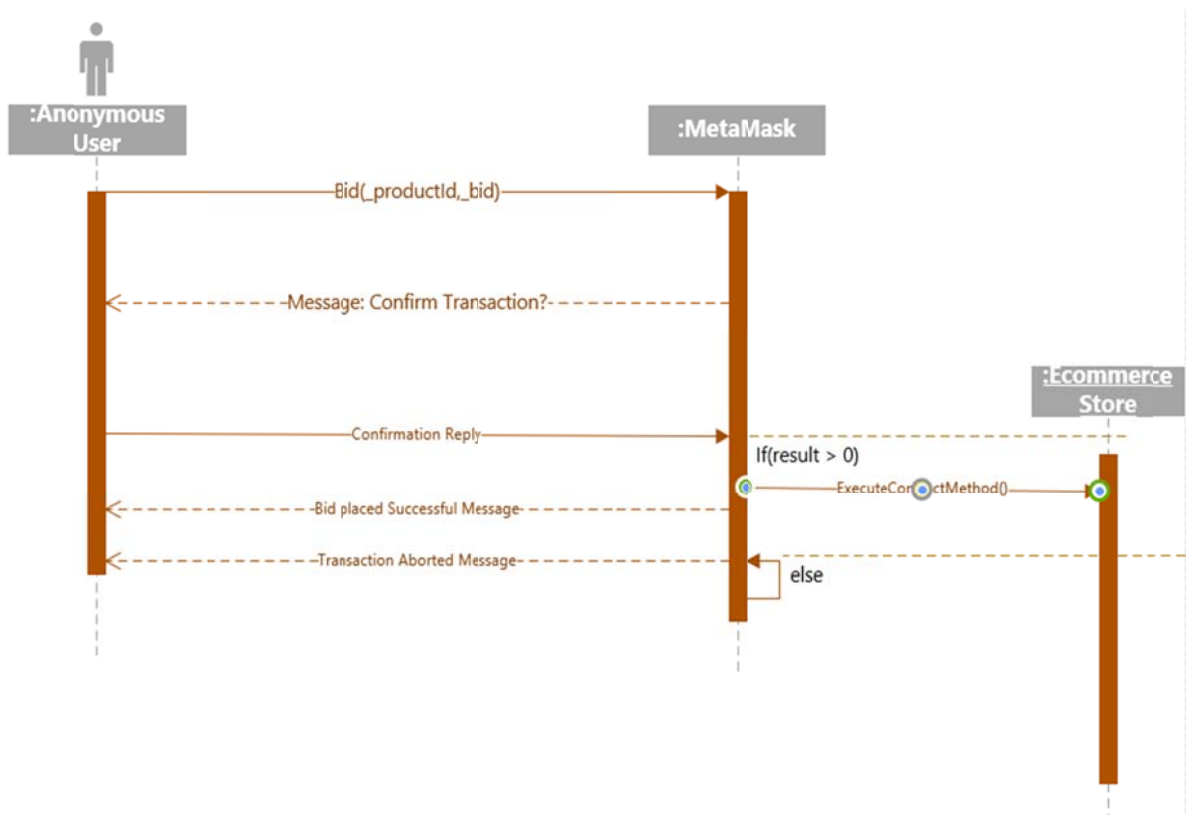 :Anonymous
User
:MetaMask
Bid(_productId,_bid)
Message: Confirm Transaction?
:Ecommerce
Store
Confirmation Reply
If(result > 0)
Bid placed Successful Message
Transaction Aborted Message
else